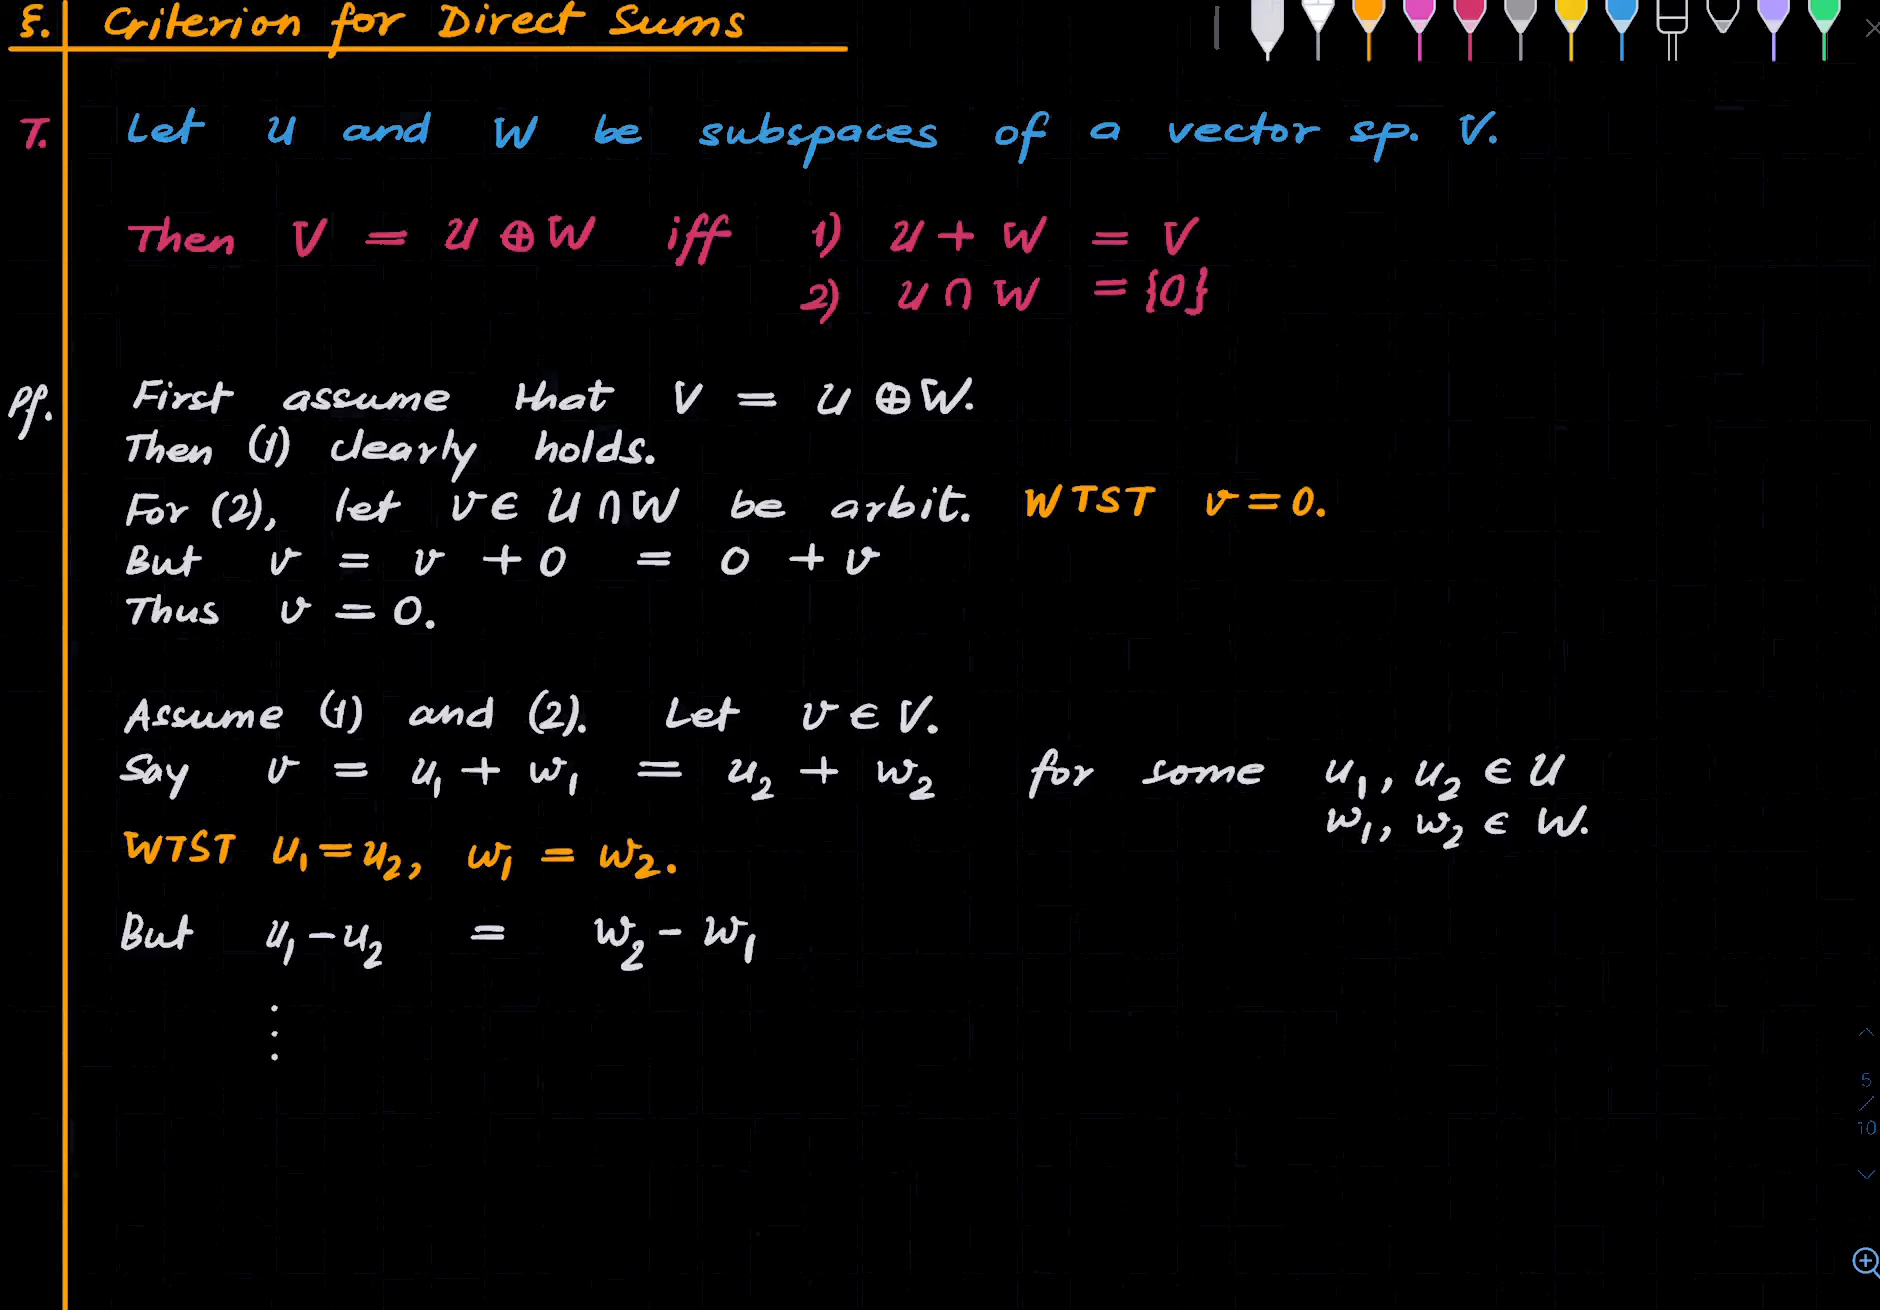 §. Criterion for Direct Sums
T. Let U and W be subspaces of a vector sp. V.
Then V = U ⊕ W iff 1) U + W = V
2) U ∩ W = {0}
Pf. First assume that V = U ⊕ W.
Then (1) clearly holds.
For (2), let v ∈ U ∩ W be arbit. WTST v = 0.
But v = v + 0 = 0 + v
Thus v = 0.
Assume (1) and (2). Let v ∈ V.
Say v = u₁ + w₁ = u₂ + w₂ for some u₁, u₂ ∈ U
w₁, w₂ ∈ W.
WTST u₁ = u₂, w₁ = w₂.
But u₁ - u₂ = w₂ - w₁
⋮
5
/
10